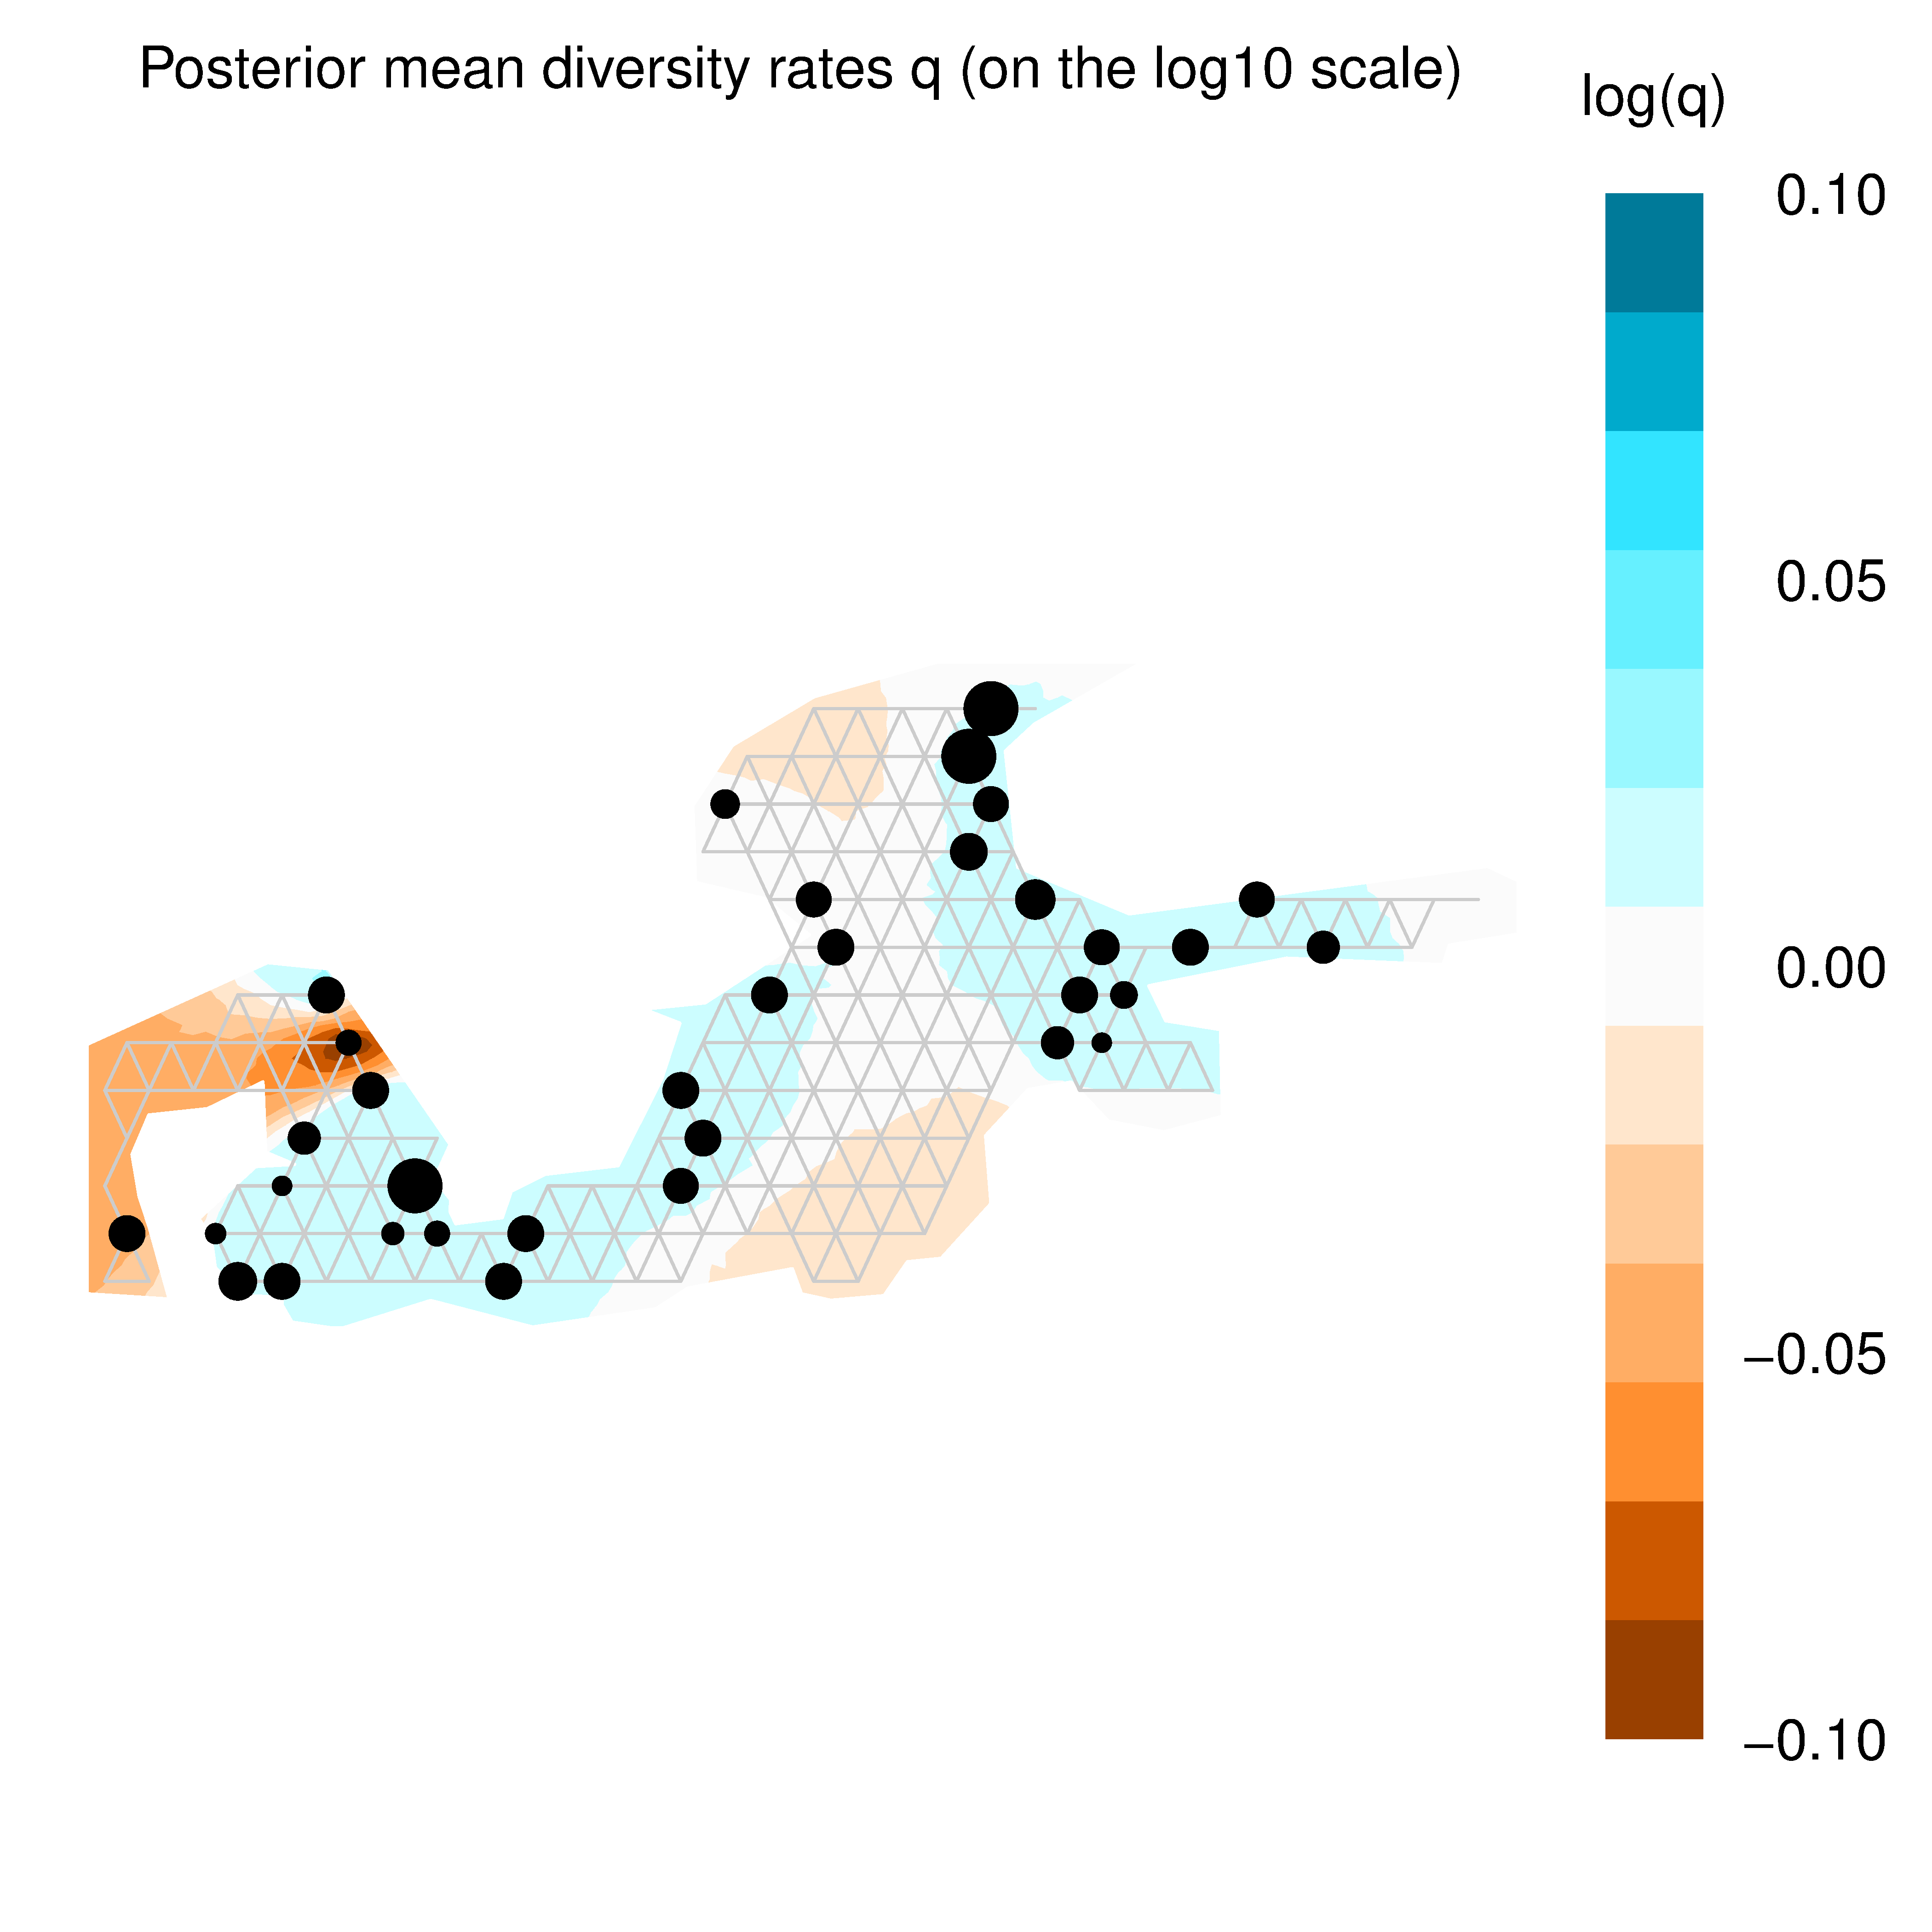 Posterior mean diversity rates q (on the log10 scale)
log(q)
0.10
0.05
0.00
−0.05
−0.10